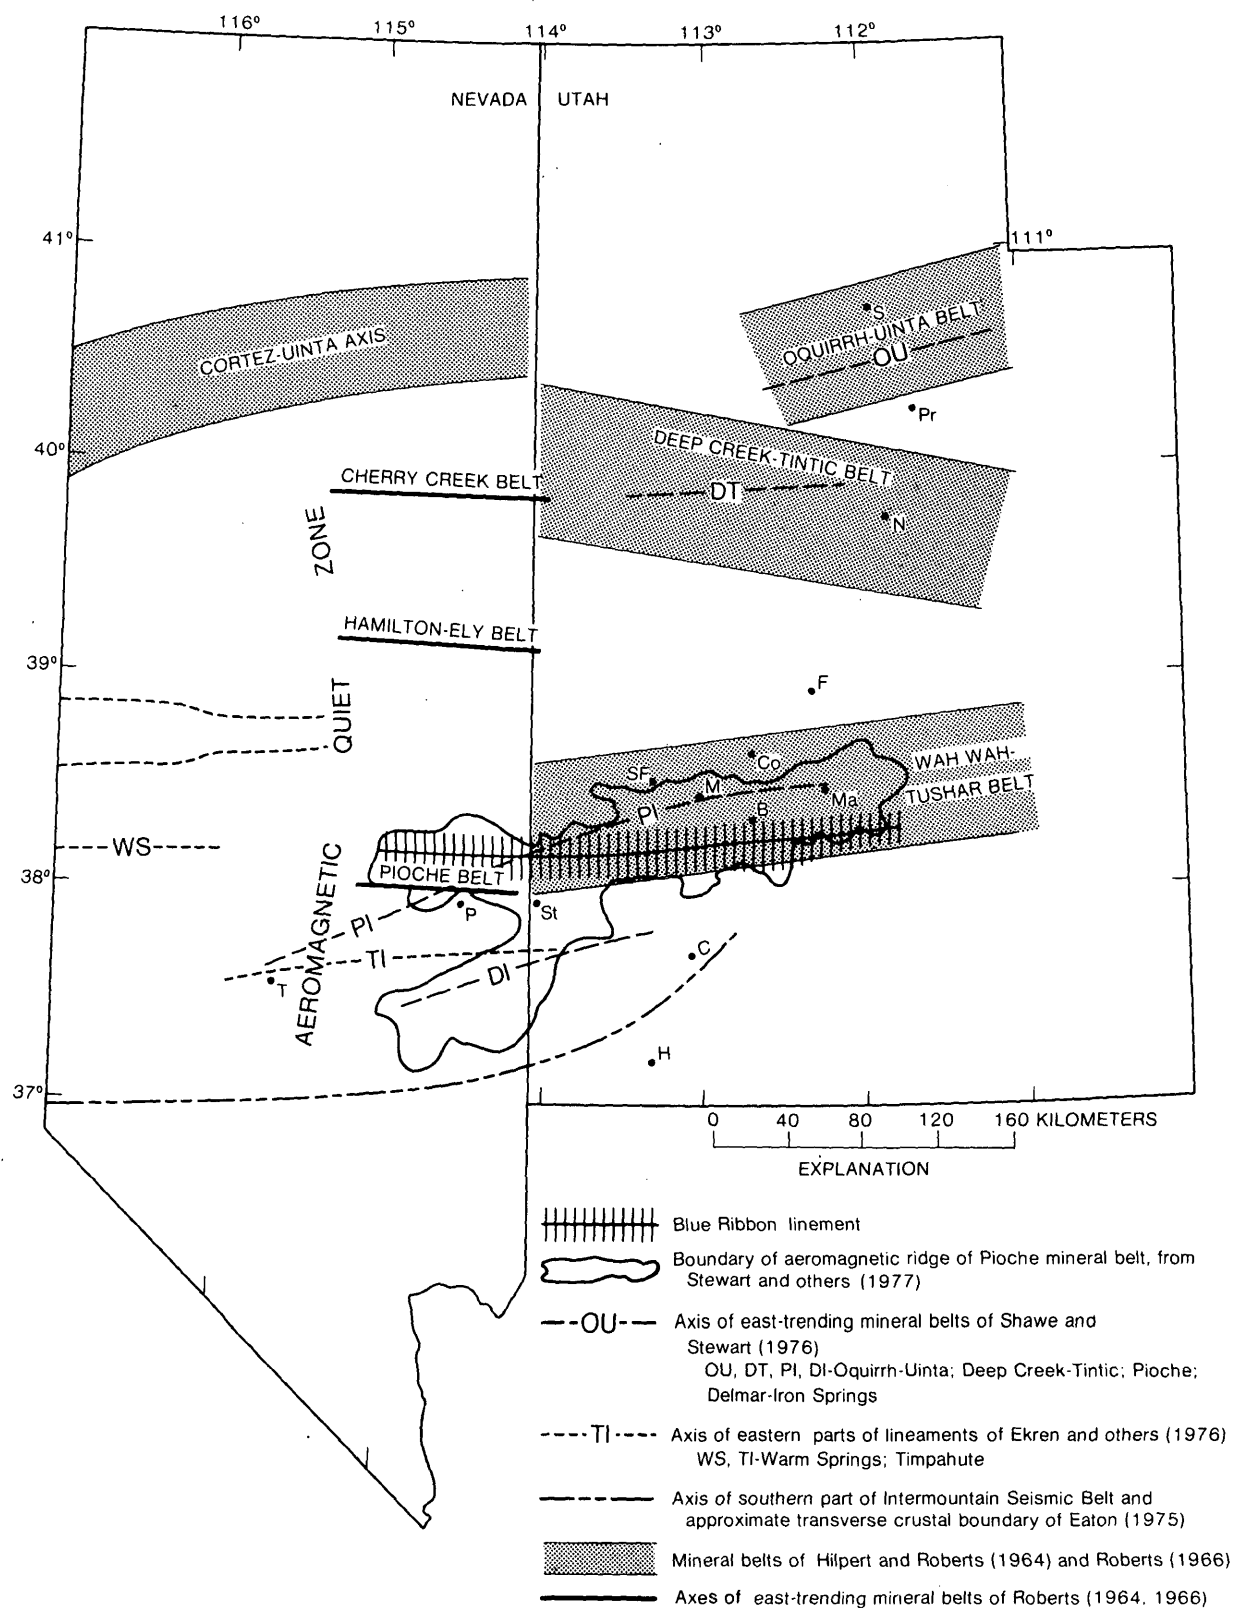 116° 115° 114° 113° 112°
NEVADA UTAH
41°
111°
S
OQUIRRH-UINTA BELT
OU
CORTEZ-UINTA AXIS
Pr
40°
DEEP CREEK-TINTIC BELT
CHERRY CREEK BELT
DT
N
ZONE
HAMILTON-ELY BELT
39°
F
QUIET
WAH WAH-
TUSHAR BELT
Co
SF
M
Ma
PI
B
WS
38°
PIOCHE BELT
P
St
PI
AEROMAGNETIC
TI
DI
C
T
H
37°
0 40 80 120 160 KILOMETERS
EXPLANATION
Blue Ribbon linement
Boundary of aeromagnetic ridge of Pioche mineral belt, from
Stewart and others (1977)
OU Axis of east-trending mineral belts of Shawe and
Stewart (1976)
OU, DT, PI, DI-Oquirrh-Uinta; Deep Creek-Tintic; Pioche;
Delmar-Iron Springs
TI Axis of eastern parts of lineaments of Ekren and others (1976)
WS, TI-Warm Springs; Timpahute
Axis of southern part of Intermountain Seismic Belt and
approximate transverse crustal boundary of Eaton (1975)
Mineral belts of Hilpert and Roberts (1964) and Roberts (1966)
Axes of east-trending mineral belts of Roberts (1964, 1966)